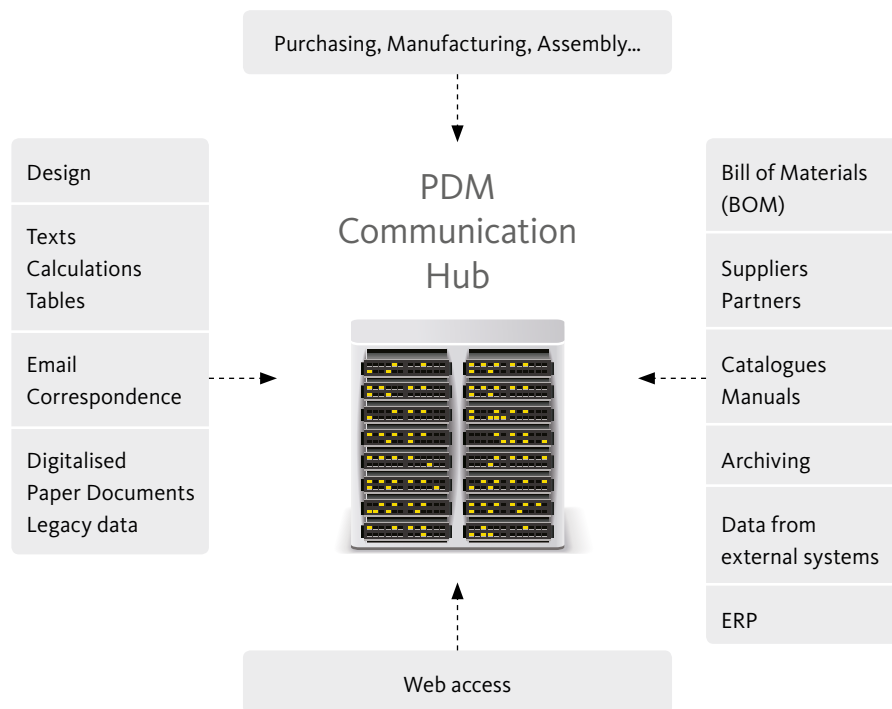 Purchasing, Manufacturing, Assembly...
Design
Texts
Calculations
Tables
Email
Correspondence
Digitalised
Paper Documents
Legacy data
PDM
Communication
Hub
Bill of Materials
(BOM)
Suppliers
Partners
Catalogues
Manuals
Archiving
Data from
external systems
ERP
Web access